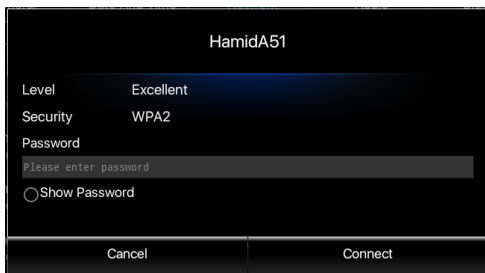 HamidA51
Level Excellent
Security WPA2
Password
Please enter password
Show Password
Cancel Connect